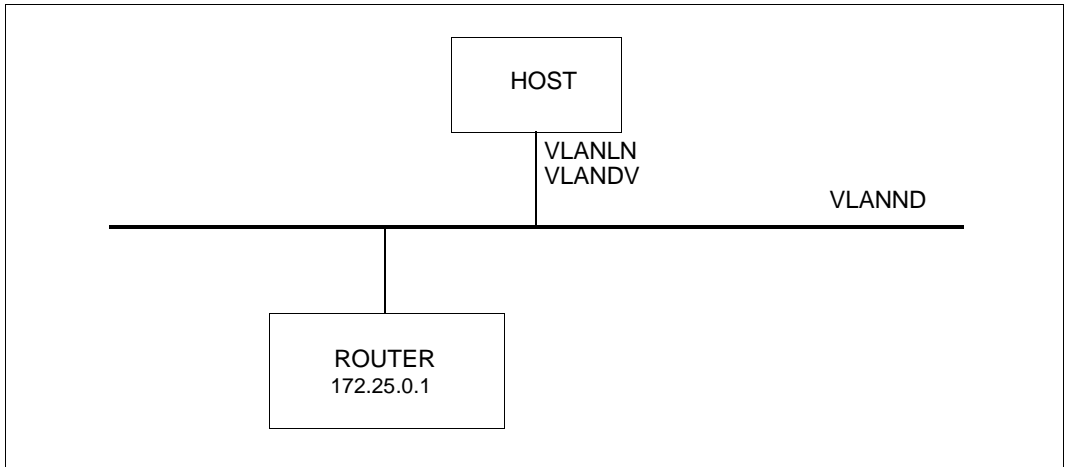 HOST
VLANLN
VLANDV
VLANND
ROUTER
172.25.0.1